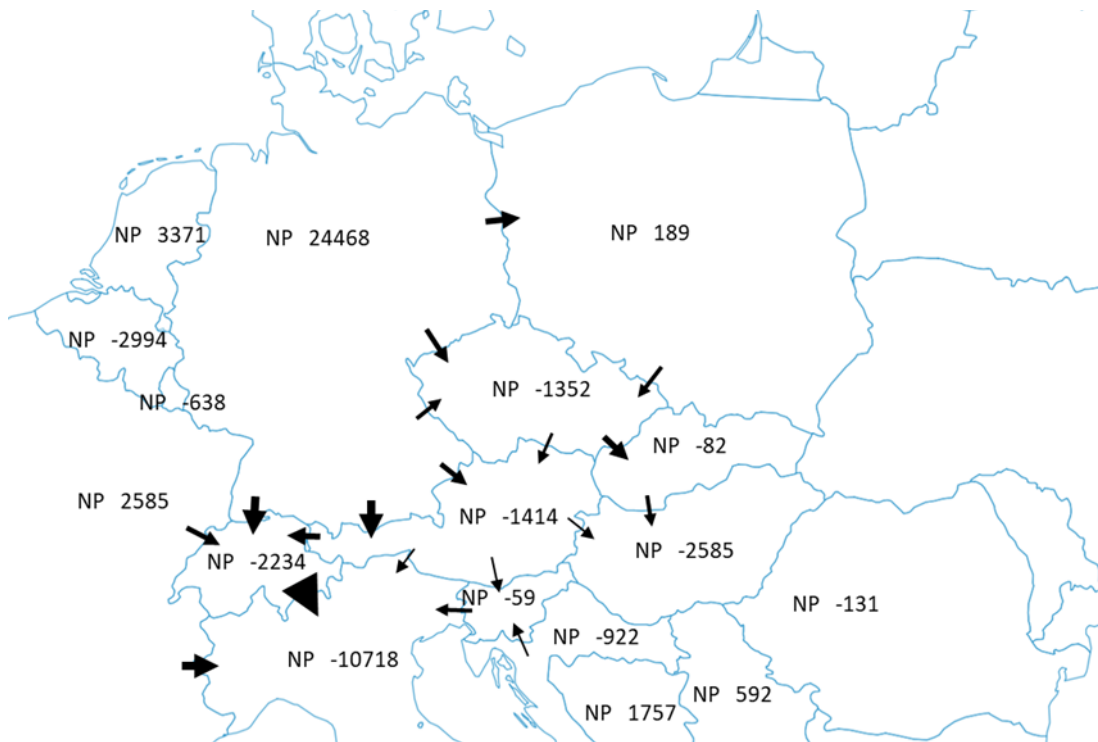 NP 3371
NP 24468
NP 189
NP -2994
NP -1352
NP -638
NP -82
NP 2585
NP -1414
NP -2585
NP -2234
NP -59
NP -131
NP -922
NP -10718
NP 592
NP 1757